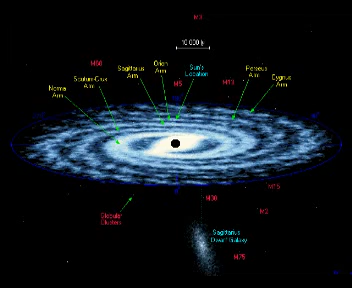 M3
10,000 ly
Sagittarius
Arm
Orion
Arm
Sun's
Location
Perseus
Arm
Cygnus
Arm
Scutum-Crux
Arm
Norma
Arm
M5
M13
M15
M30
M2
Globular
Clusters
Sagittarius
Dwarf Galaxy
M75